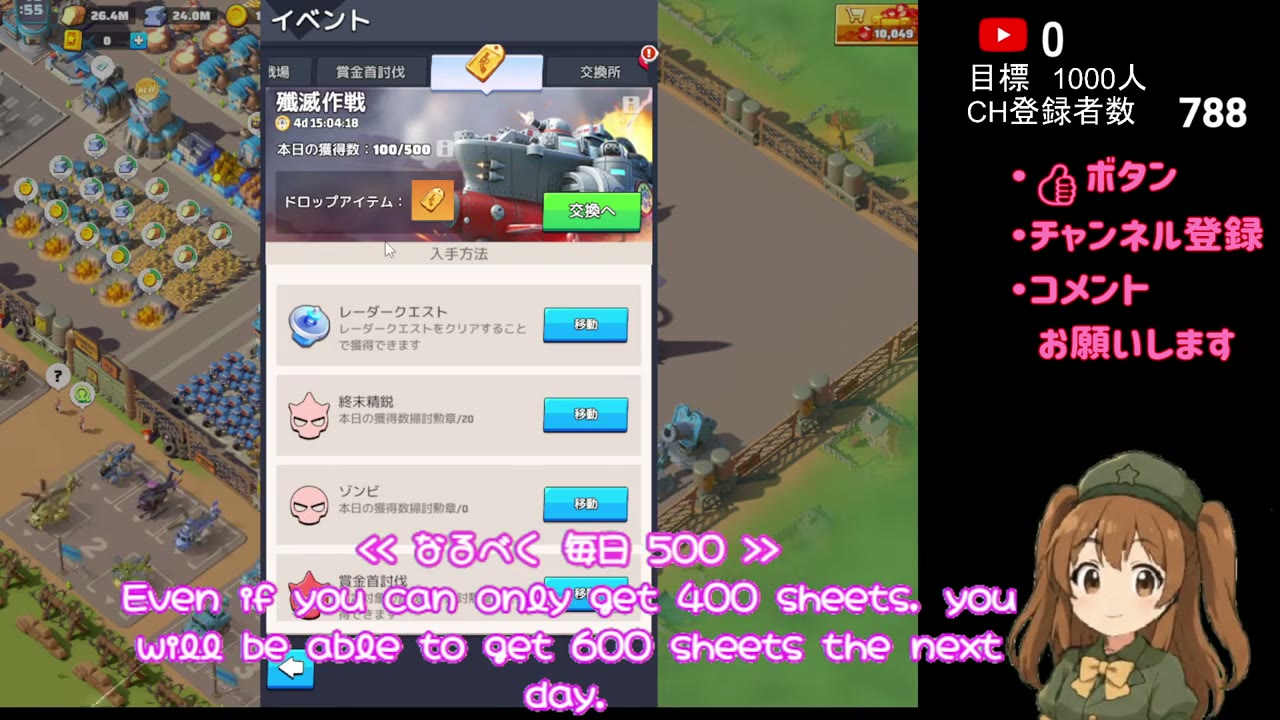 :55
26.4M
24.0M
0
NEW
?
2
イベント
賞金首討伐
交換所
!
殲滅作戦
4d 15:04:18
本日の獲得数：100/500
ドロップアイテム：
交換へ
入手方法
レーダークエスト
レーダークエストをクリアすること
で獲得できます
移動
終末精鋭
本日の獲得数掃討勲章/20
移動
ゾンビ
本日の獲得数掃討勲章/0
移動
賞金首討伐
得できます
<< なるべく 毎日 500 >>
Even if you can only get 400 sheets, you
will be able to get 600 sheets the next
day.
10,049
0
目標 1000人
CH登録者数 788
・ボタン
・チャンネル登録
・コメント
お願いします